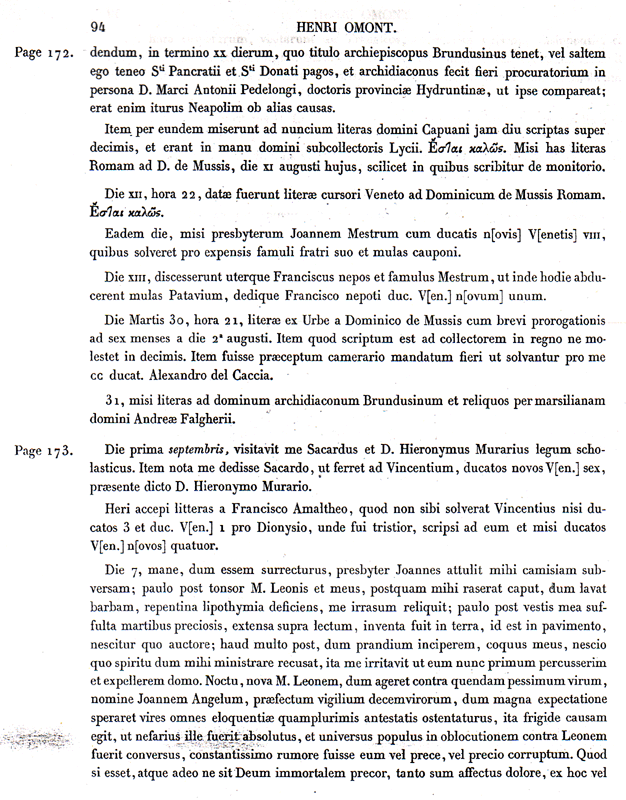 94 HENRI OMONT.
Page 172. dendum, in termino xx dierum, quo titulo archiepiscopus Brundusinus tenet, vel saltem
ego teneo Sti Pancratii et Sti Donati pagos, et archidiaconus fecit fieri procuratorium in
persona D. Marci Antonii Pedelongi, doctoris provinciæ Hydruntinæ, ut ipse compareat;
erat enim iturus Neapolim ob alias causas.
Item per eundem miserunt ad nuncium literas domini Capuani jam diu scriptas super
decimis, et erant in manu domini subcollectoris Lycii. Ἔσται καλῶς. Misi has literas
Romam ad D. de Mussis, die xi augusti hujus, scilicet in quibus scribitur de monitorio.
Die xii, hora 22, datæ fuerunt literæ cursori Veneto ad Dominicum de Mussis Romam.
Ἔσται καλῶς.
Eadem die, misi presbyterum Joannem Mestrum cum ducatis n[ovis] V[enetis] viii,
quibus solveret pro expensis famuli fratri suo et mulas cauponi.
Die xiii, discesserunt uterque Franciscus nepos et famulus Mestrum, ut inde hodie abdu-
cerent mulas Patavium, dedique Francisco nepoti duc. V[en.] n[ovum] unum.
Die Martis 30, hora 21, literæ ex Urbe a Dominico de Mussis cum brevi prorogationis
ad sex menses a die 2ª augusti. Item quod scriptum est ad collectorem in regno ne mo-
lestet in decimis. Item fuisse præceptum camerario mandatum fieri ut solvantur pro me
cc ducat. Alexandro del Caccia.
31, misi literas ad dominum archidiaconum Brundusinum et reliquos per marsilianam
domini Andreæ Falgherii.
Page 173. Die prima septembris, visitavit me Sacardus et D. Hieronymus Murarius legum scho-
lasticus. Item nota me dedisse Sacardo, ut ferret ad Vincentium, ducatos novos V[en.] sex,
præsente dicto D. Hieronymo Murario.
Heri accepi litteras a Francisco Amaltheo, quod non sibi solverat Vincentius nisi du-
catos 3 et duc. V[en.] 1 pro Dionysio, unde fui tristior, scripsi ad eum et misi ducatos
V[en.] n[ovos] quatuor.
Die 7, mane, dum essem surrecturus, presbyter Joannes attulit mihi camisiam sub-
versam; paulo post tonsor M. Leonis et meus, postquam mihi raserat caput, dum lavat
barbam, repentina lipothymia deficiens, me irrasum reliquit; paulo post vestis mea suf-
fulta martibus preciosis, extensa supra lectum, inventa fuit in terra, id est in pavimento,
nescitur quo auctore; haud multo post, dum prandium inciperem, coquus meus, nescio
quo spiritu dum mihi ministrare recusat, ita me irritavit ut eum nunc primum percusserim
et expellerem domo. Noctu, nova M. Leonem, dum ageret contra quendam pessimum virum,
nomine Joannem Angelum, præfectum vigilium decemvirorum, dum magna expectatione
speraret vires omnes eloquentiæ quamplurimis antestatis ostentaturus, ita frigide causam
egit, ut nefarius ille fuerit absolutus, et universus populus in oblocutionem contra Leonem
fuerit conversus, constantissimo rumore fuisse eum vel prece, vel precio corruptum. Quod
si esset, atque adeo ne sit Deum immortalem precor, tanto sum affectus dolore, ex hoc vel